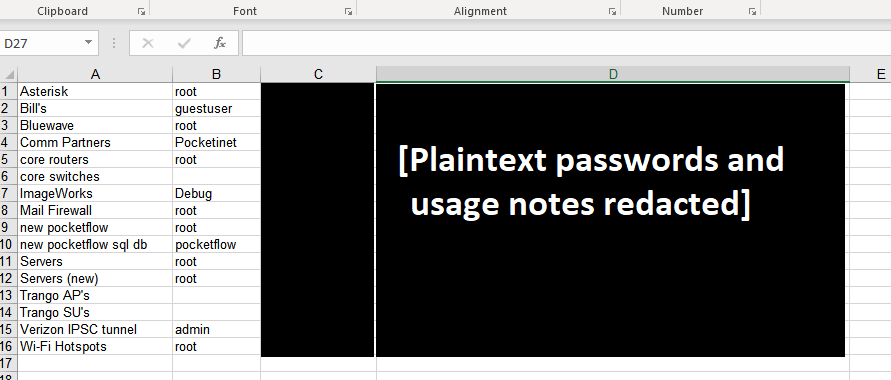 Clipboard Font Alignment Number
D27 fx
A B C D E
1 Asterisk root
2 Bill's guestuser
3 Bluewave root
4 Comm Partners Pocketinet
5 core routers root
6 core switches
7 ImageWorks Debug
8 Mail Firewall root
9 new pocketflow root
10 new pocketflow sql db pocketflow
11 Servers root
12 Servers (new) root
13 Trango AP's
14 Trango SU's
15 Verizon IPSC tunnel admin
16 Wi-Fi Hotspots root
17
18
[Plaintext passwords and
usage notes redacted]